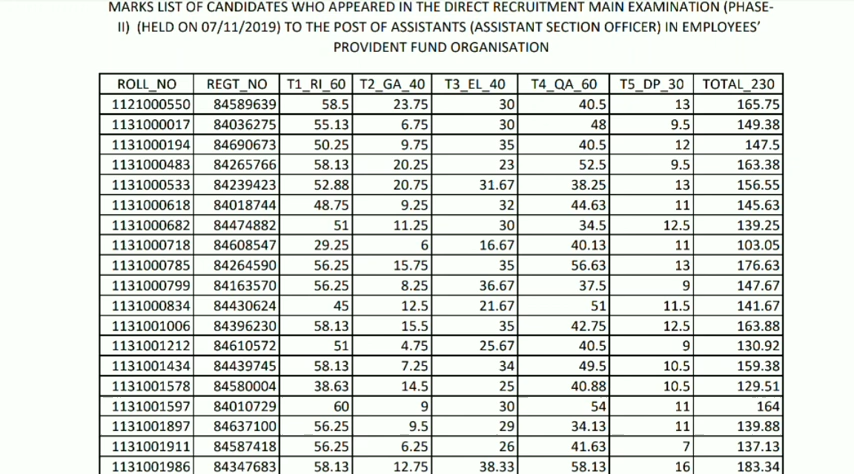 MARKS LIST OF CANDIDATES WHO APPEARED IN THE DIRECT RECRUITMENT MAIN EXAMINATION (PHASE-
II) (HELD ON 07/11/2019) TO THE POST OF ASSISTANTS (ASSISTANT SECTION OFFICER) IN EMPLOYEES’
PROVIDENT FUND ORGANISATION
ROLL_NO REGT_NO T1_RI_60 T2_GA_40 T3_EL_40 T4_QA_60 T5_DP_30 TOTAL_230
1121000550 84589639 58.5 23.75 30 40.5 13 165.75
1131000017 84036275 55.13 6.75 30 48 9.5 149.38
1131000194 84690673 50.25 9.75 35 40.5 12 147.5
1131000483 84265766 58.13 20.25 23 52.5 9.5 163.38
1131000533 84239423 52.88 20.75 31.67 38.25 13 156.55
1131000618 84018744 48.75 9.25 32 44.63 11 145.63
1131000682 84474882 51 11.25 30 34.5 12.5 139.25
1131000718 84608547 29.25 6 16.67 40.13 11 103.05
1131000785 84264590 56.25 15.75 35 56.63 13 176.63
1131000799 84163570 56.25 8.25 36.67 37.5 9 147.67
1131000834 84430624 45 12.5 21.67 51 11.5 141.67
1131001006 84396230 58.13 15.5 35 42.75 12.5 163.88
1131001212 84610572 51 4.75 25.67 40.5 9 130.92
1131001434 84439745 58.13 7.25 34 49.5 10.5 159.38
1131001578 84580004 38.63 14.5 25 40.88 10.5 129.51
1131001597 84010729 60 9 30 54 11 164
1131001897 84637100 56.25 9.5 29 34.13 11 139.88
1131001911 84587418 56.25 6.25 26 41.63 7 137.13
1131001986 84347683 58.13 12.75 38.33 58.13 16 183.34